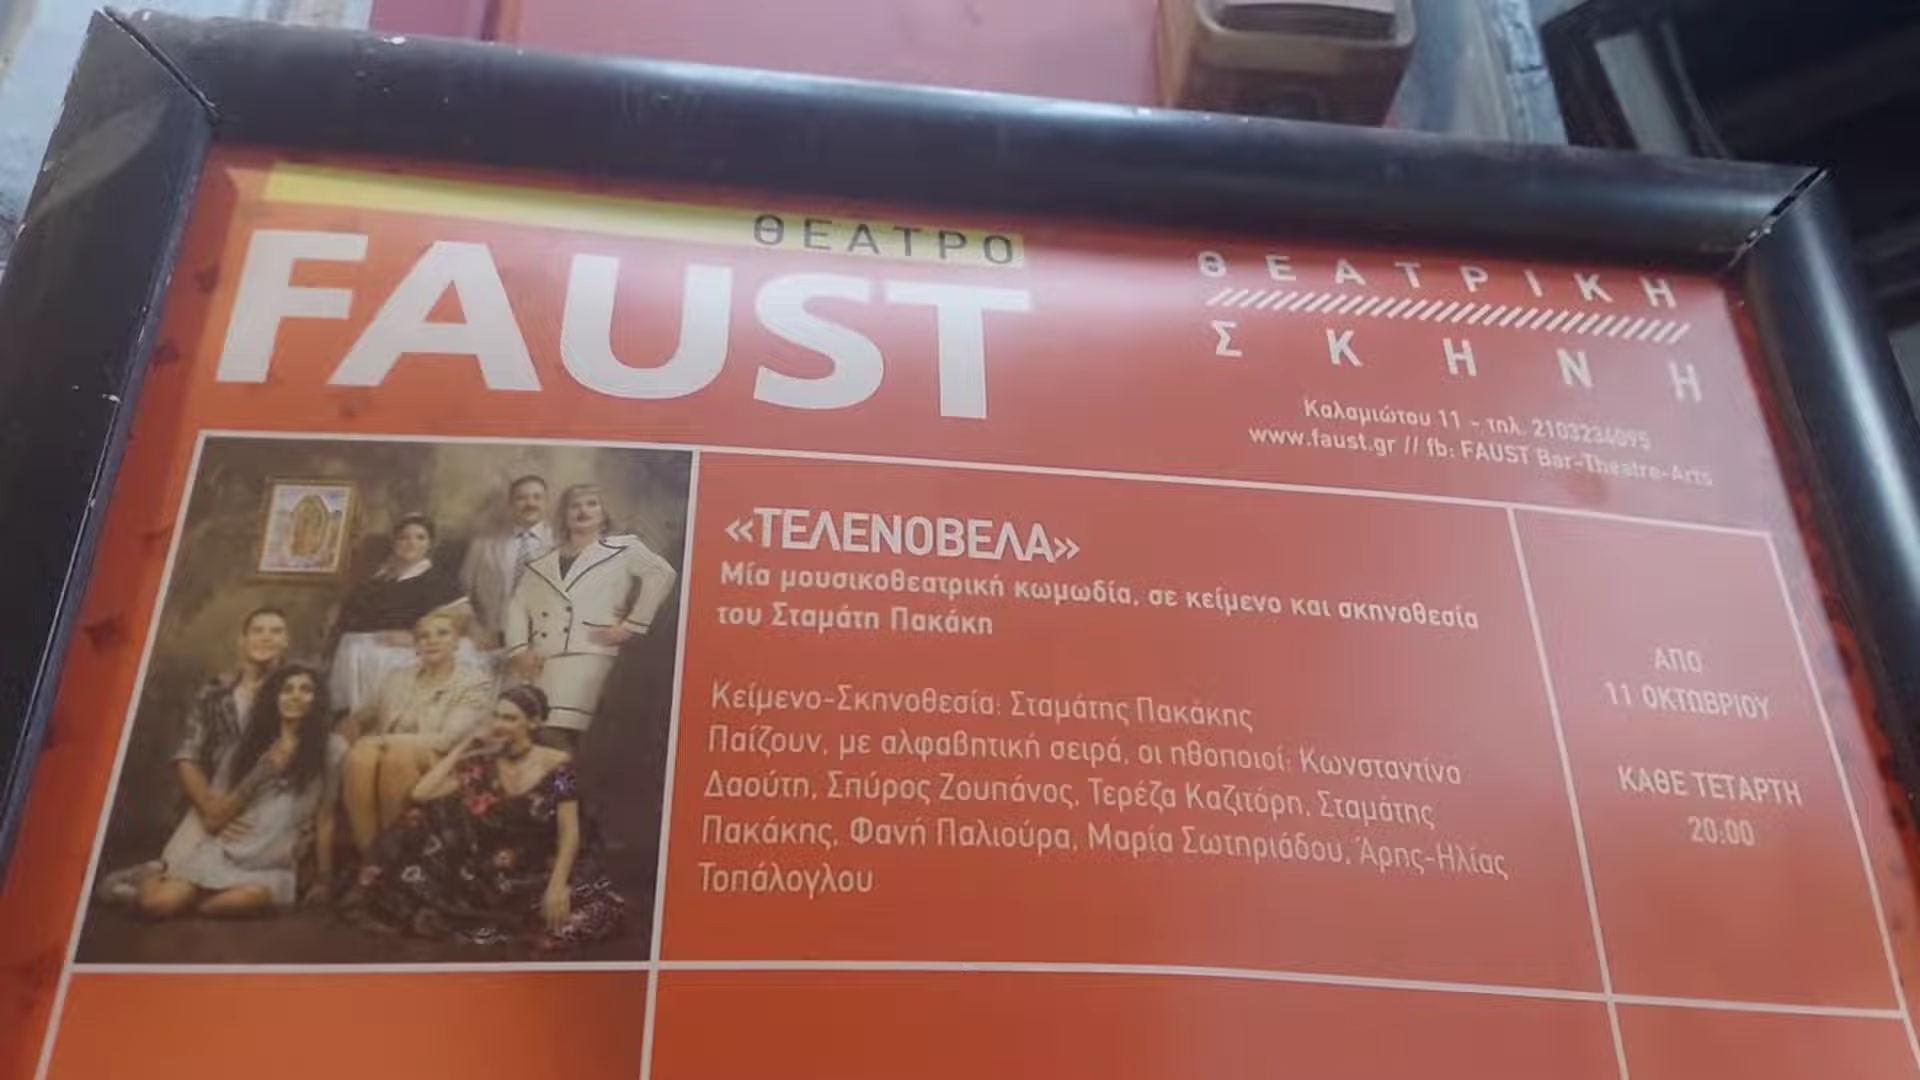 ΘΕΑΤΡΟ
FAUST
ΘΕΑΤΡΙΚΗ
ΣΚΗΝΗ
Καλαμιώτου 11 - τηλ. 2103234095
www.faust.gr // fb: FAUST Bar-Theatre-Arts
«ΤΕΛΕΝΟΒΕΛΑ»
Μία μουσικοθεατρική κωμωδία, σε κείμενο και σκηνοθεσία
του Σταμάτη Πακάκη
Κείμενο-Σκηνοθεσία: Σταμάτης Πακάκης
Παίζουν, με αλφαβητική σειρά, οι ηθοποιοί: Κωνσταντίνα
Δαούτη, Σπύρος Ζουπάνος, Τερέζα Καζιτόρη, Σταμάτης
Πακάκης, Φανή Παλιούρα, Μαρία Σωτηριάδου, Άρης-Ηλίας
Τοπάλογλου
ΑΠΟ
11 ΟΚΤΩΒΡΙΟΥ
ΚΑΘΕ ΤΕΤΑΡΤΗ
20:00